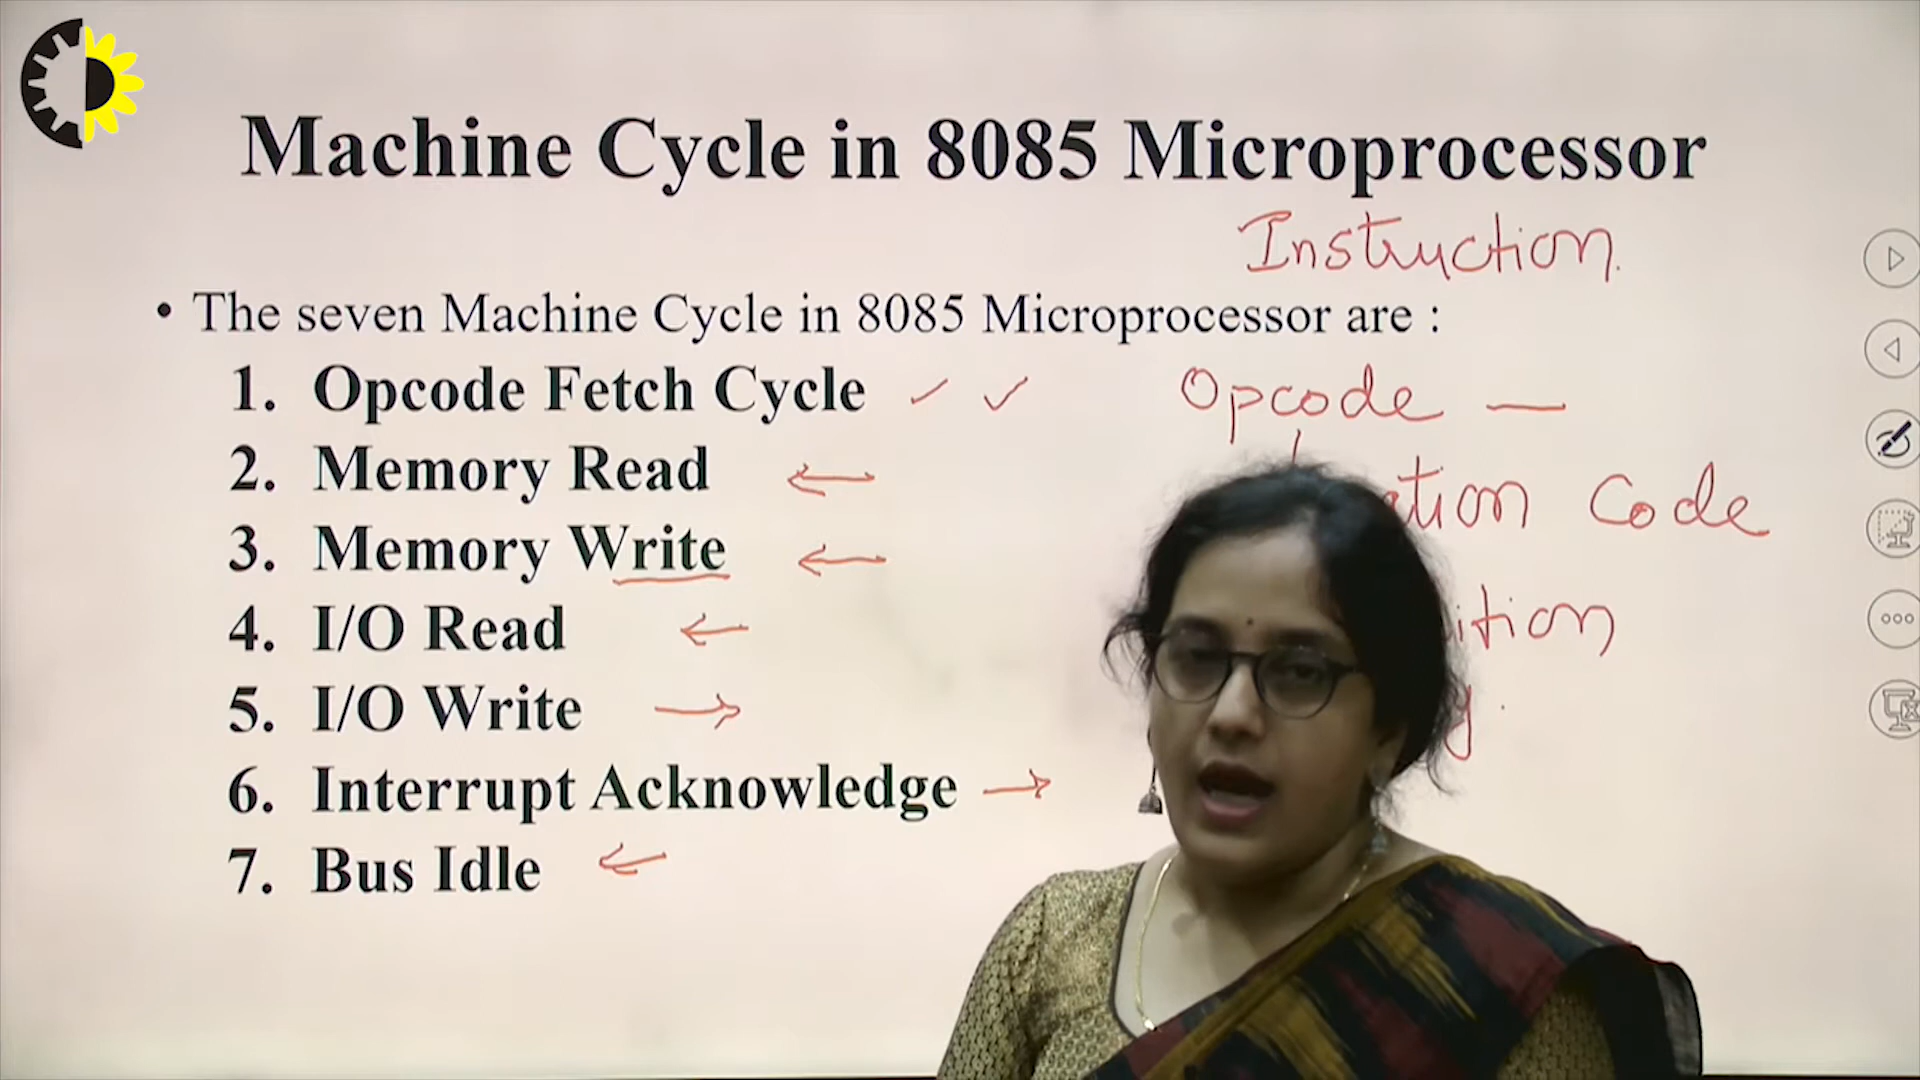 Machine Cycle in 8085 Microprocessor
Instruction
• The seven Machine Cycle in 8085 Microprocessor are :
1. Opcode Fetch Cycle
Opcode —
2. Memory Read
Code
3. Memory Write
4. I/O Read
5. I/O Write
6. Interrupt Acknowledge
7. Bus Idle